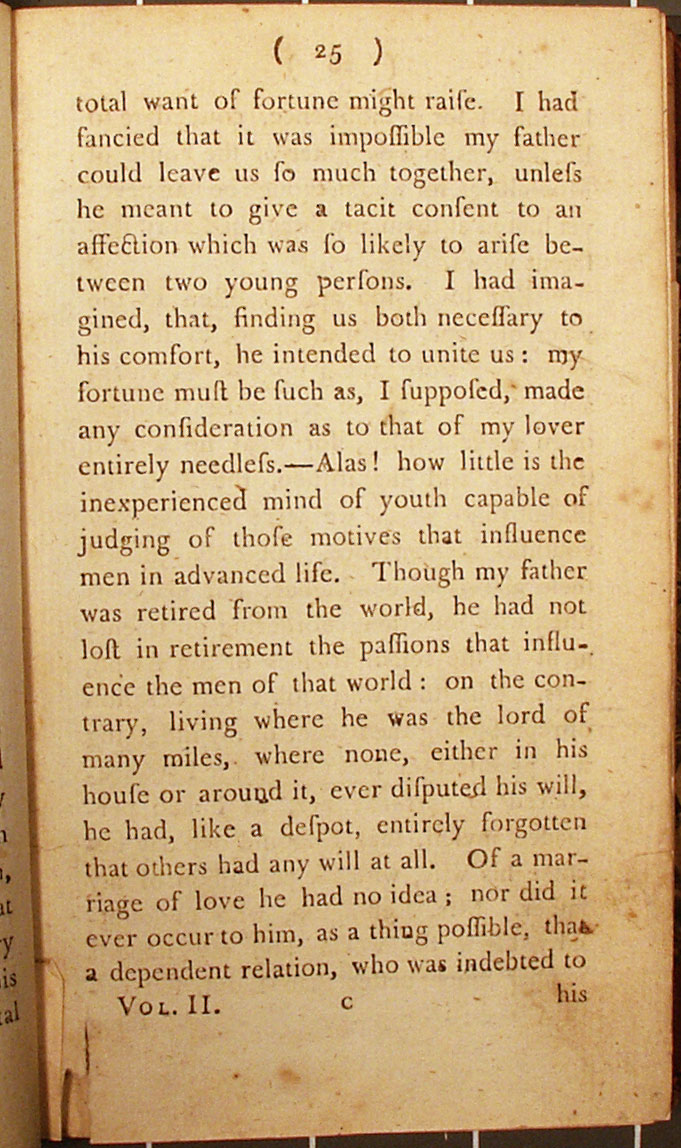 ( 25 )
total want of fortune might raiſe. I had
fancied that it was impoſſible my father
could leave us ſo much together, unleſs
he meant to give a tacit conſent to an
affection which was ſo likely to ariſe be-
tween two young perſons. I had ima-
gined, that, finding us both neceſſary to
his comfort, he intended to unite us : my
fortune muſt be ſuch as, I ſuppoſed, made
any conſideration as to that of my lover
entirely needleſs.—Alas! how little is the
inexperienced mind of youth capable of
judging of thoſe motives that influence
men in advanced life. Though my father
was retired from the world, he had not
loſt in retirement the paſſions that influ-
ence the men of that world : on the con-
trary, living where he was the lord of
many miles, where none, either in his
houſe or around it, ever diſputed his will,
he had, like a deſpot, entirely forgotten
that others had any will at all. Of a mar-
riage of love he had no idea ; nor did it
ever occur to him, as a thing poſſible, that
a dependent relation, who was indebted to
VOL. II. C his